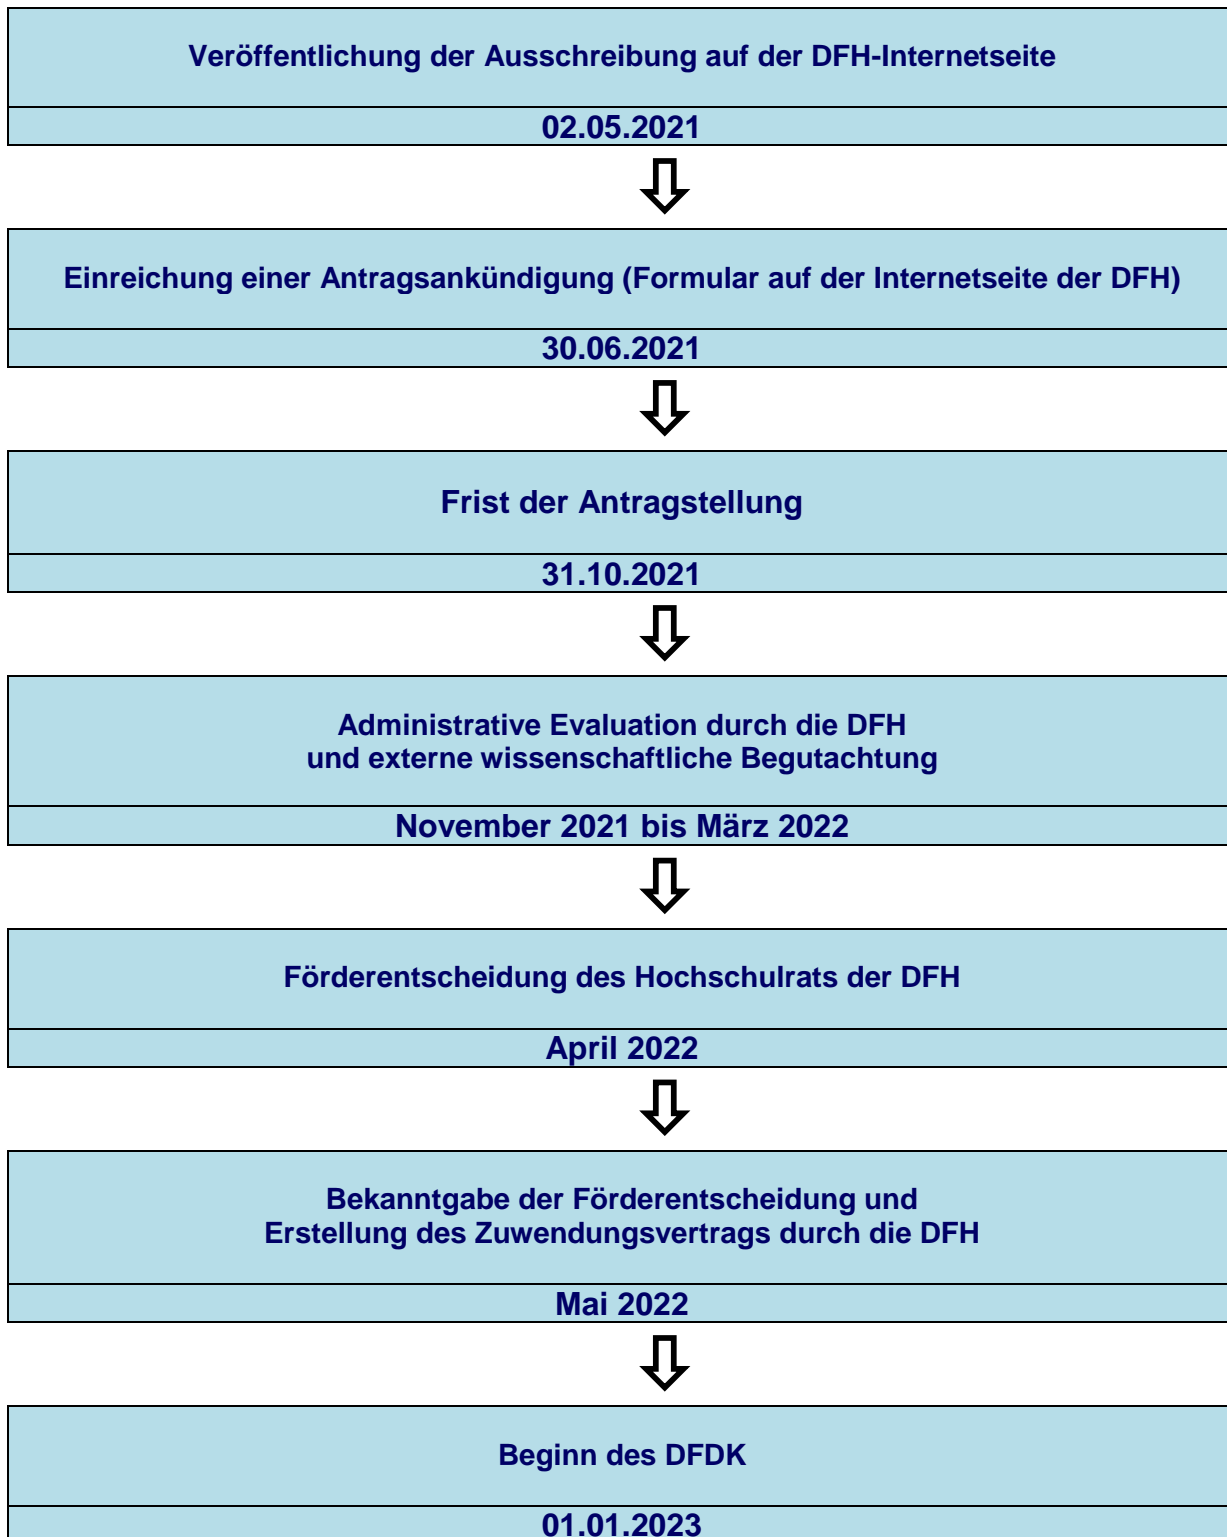 Veröffentlichung der Ausschreibung auf der DFH-Internetseite
02.05.2021
Einreichung einer Antragsankündigung (Formular auf der Internetseite der DFH)
30.06.2021
Frist der Antragstellung
31.10.2021
Administrative Evaluation durch die DFH
und externe wissenschaftliche Begutachtung
November 2021 bis März 2022
Förderentscheidung des Hochschulrats der DFH
April 2022
Bekanntgabe der Förderentscheidung und
Erstellung des Zuwendungsvertrags durch die DFH
Mai 2022
Beginn des DFDK
01.01.2023